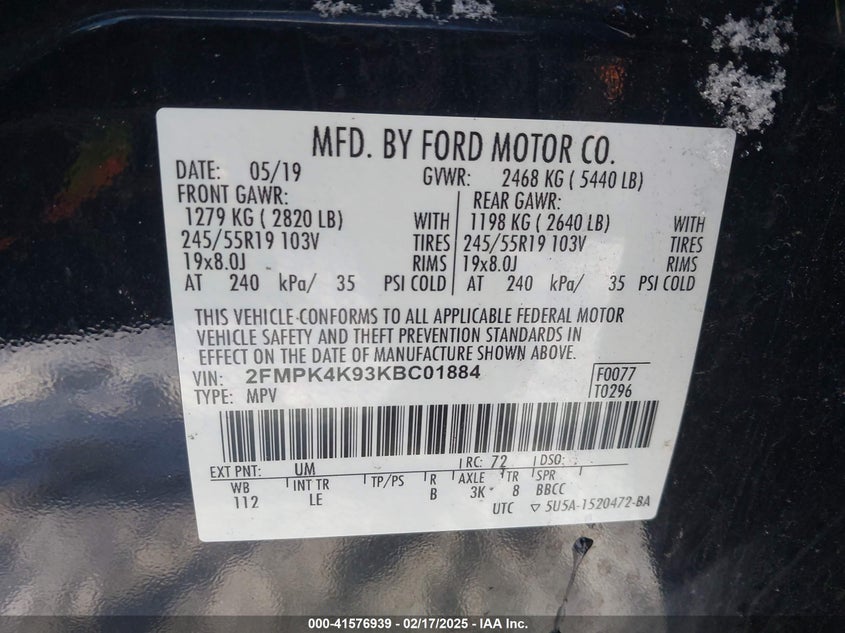 MFD. BY FORD MOTOR CO.
DATE: 05/19 GVWR: 2468 KG ( 5440 LB)
FRONT GAWR: REAR GAWR:
1279 KG ( 2820 LB) WITH 1198 KG ( 2640 LB) WITH
245/55R19 103V TIRES 245/55R19 103V TIRES
19x8.0J RIMS 19x8.0J RIMS
AT 240 kPa/ 35 PSI COLD AT 240 kPa/ 35 PSI COLD
THIS VEHICLE CONFORMS TO ALL APPLICABLE FEDERAL MOTOR
VEHICLE SAFETY AND THEFT PREVENTION STANDARDS IN
EFFECT ON THE DATE OF MANUFACTURE SHOWN ABOVE.
VIN: 2FMPK4K93KBC01884 F0077
TYPE: MPV T0296
EXT PNT: UM RC: 72 DSO:
WB INT TR TP/PS R AXLE TR SPR
112 LE B 3K 8 BBCC
UTC ▽ 5U5A-1520472-BA
000-41576939 - 02/17/2025 - IAA Inc.